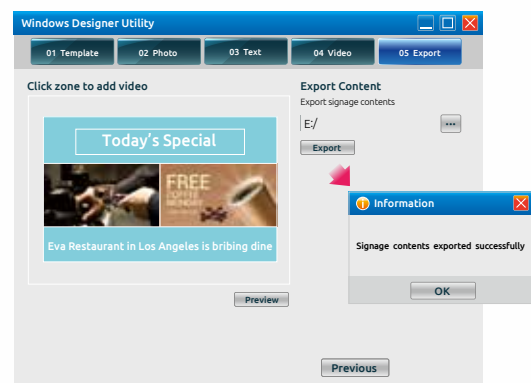 Windows Designer Utility
01 Template
02 Photo
03 Text
04 Video
05 Export
Click zone to add video
Today's Special
FREE
COFFEE
MONDAY
Eva Restaurant in Los Angeles is bribing dine
Preview
Export Content
Export signage contents
E:/
...
Export
Information
Signage contents exported successfully
OK
Previous